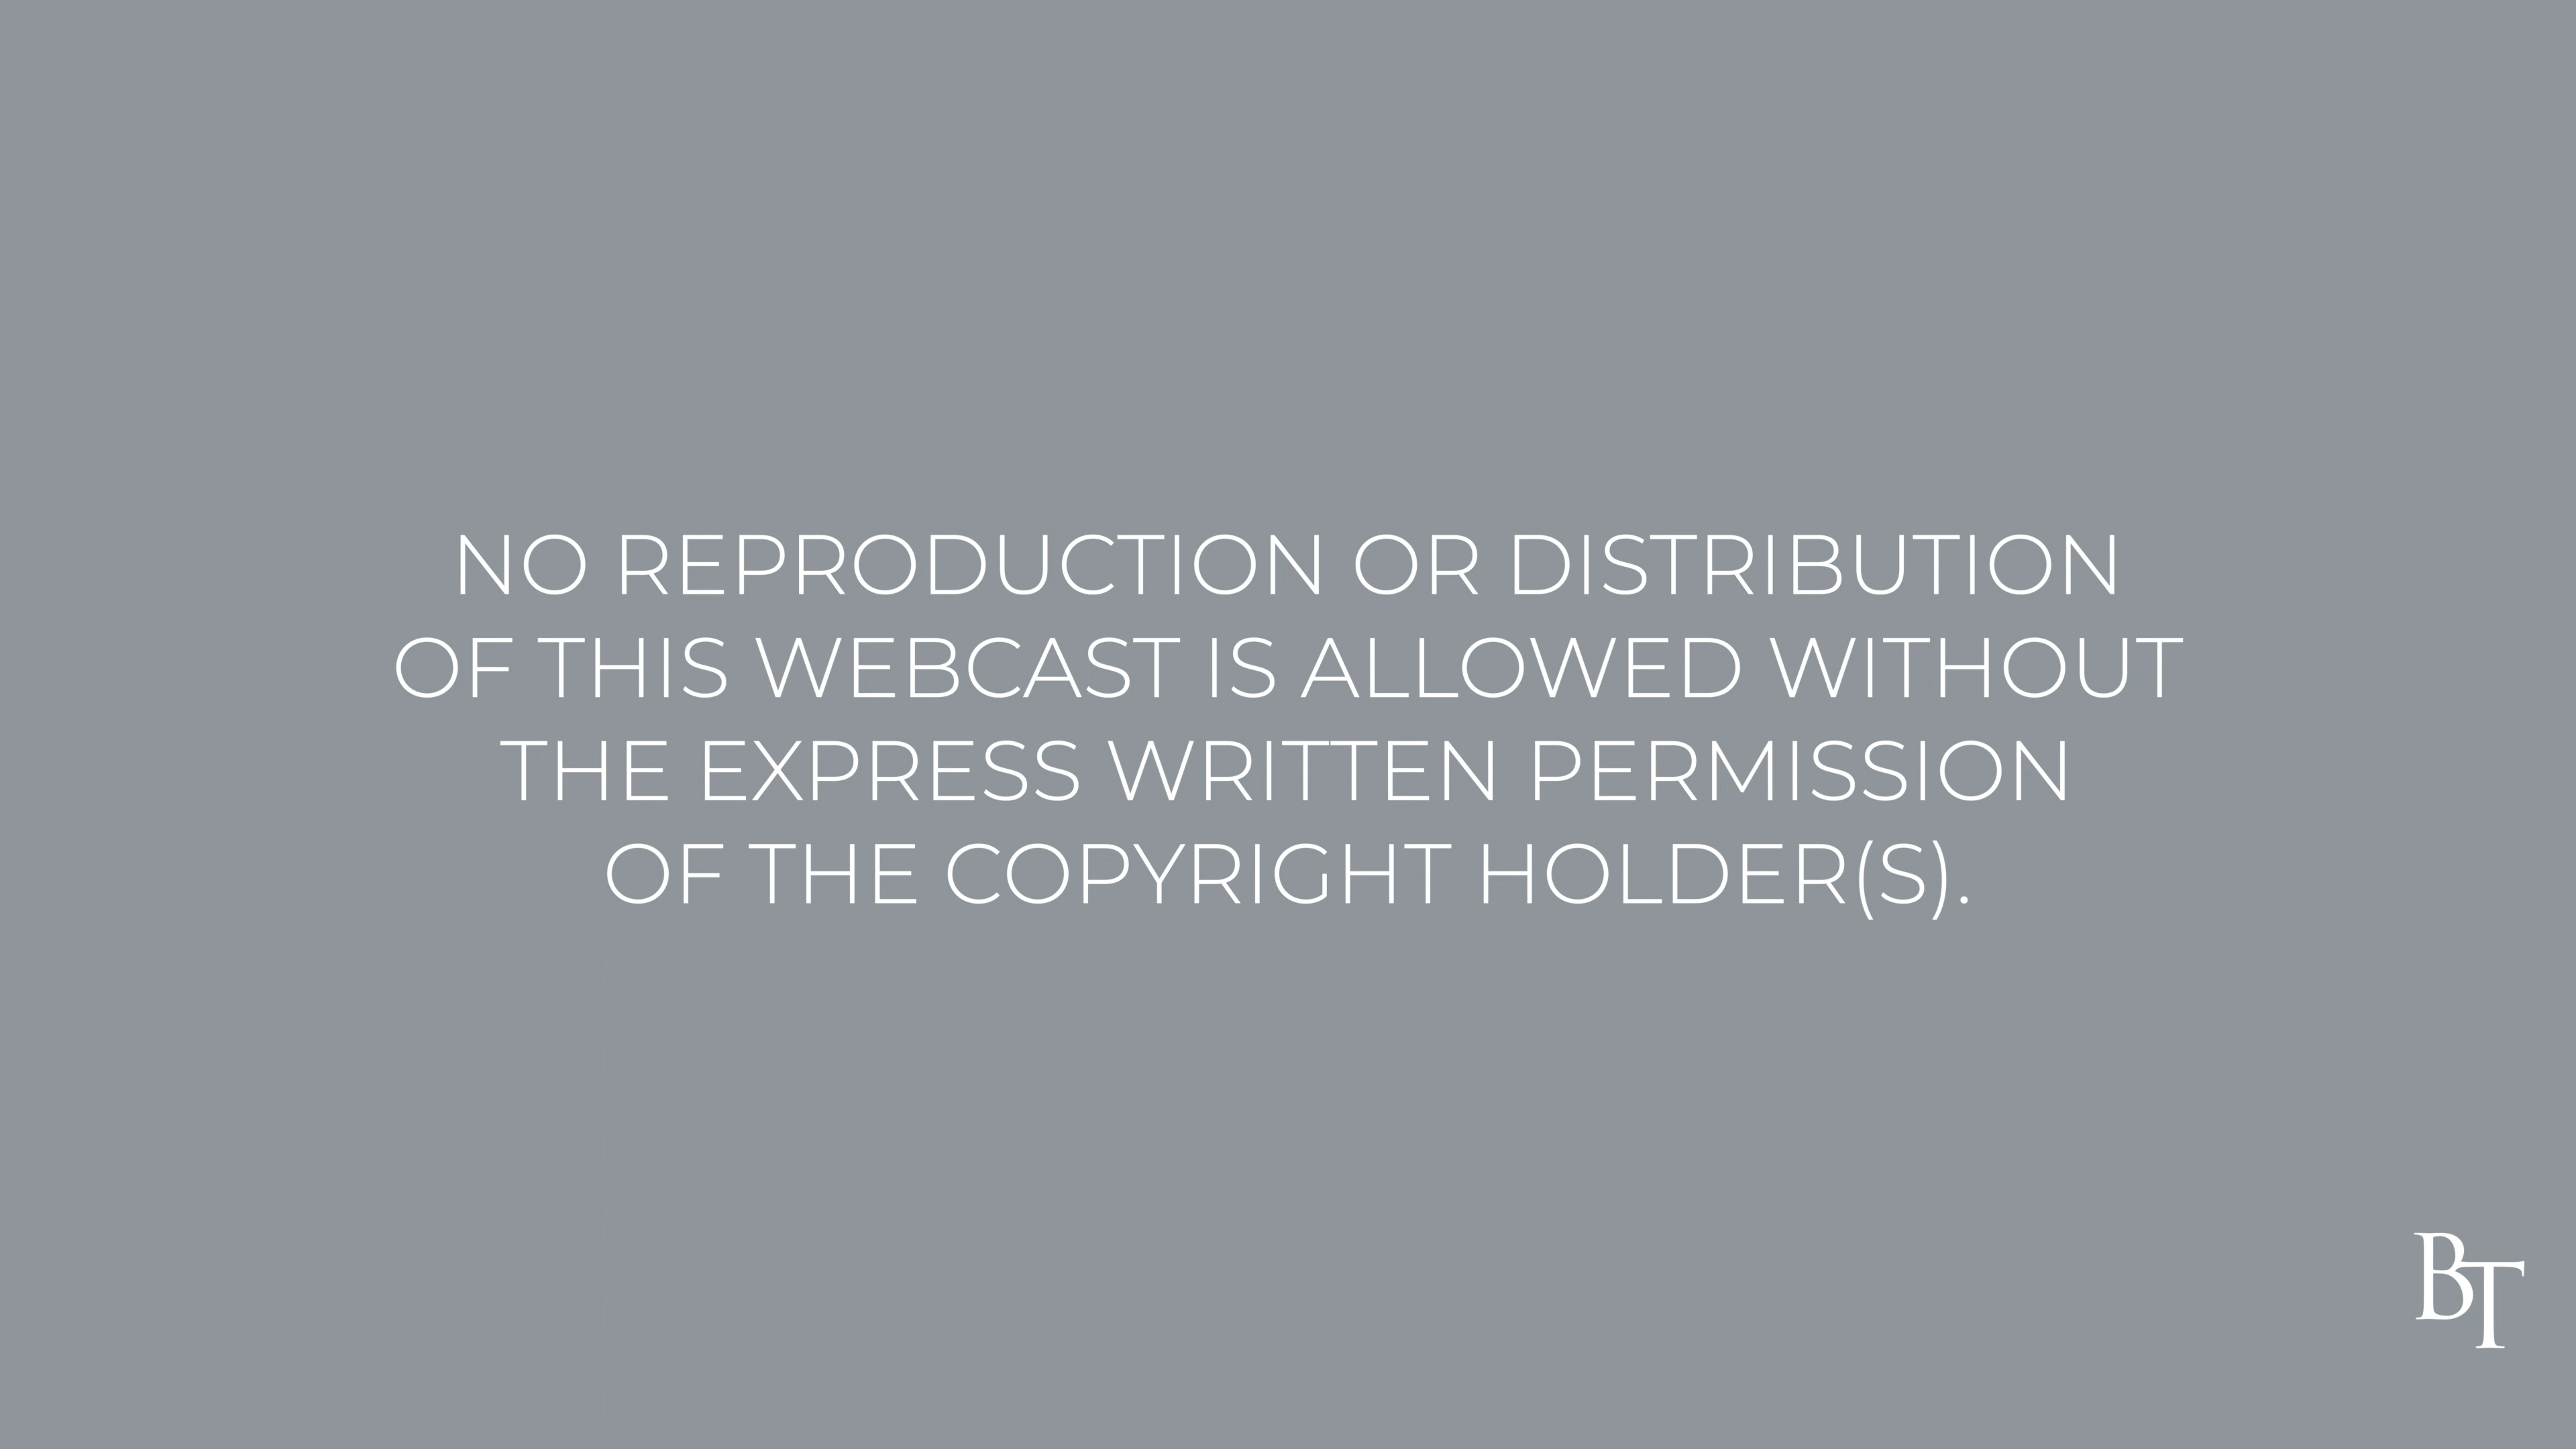 NO REPRODUCTION OR DISTRIBUTION
OF THIS WEBCAST IS ALLOWED WITHOUT
THE EXPRESS WRITTEN PERMISSION
OF THE COPYRIGHT HOLDER(S).
BT